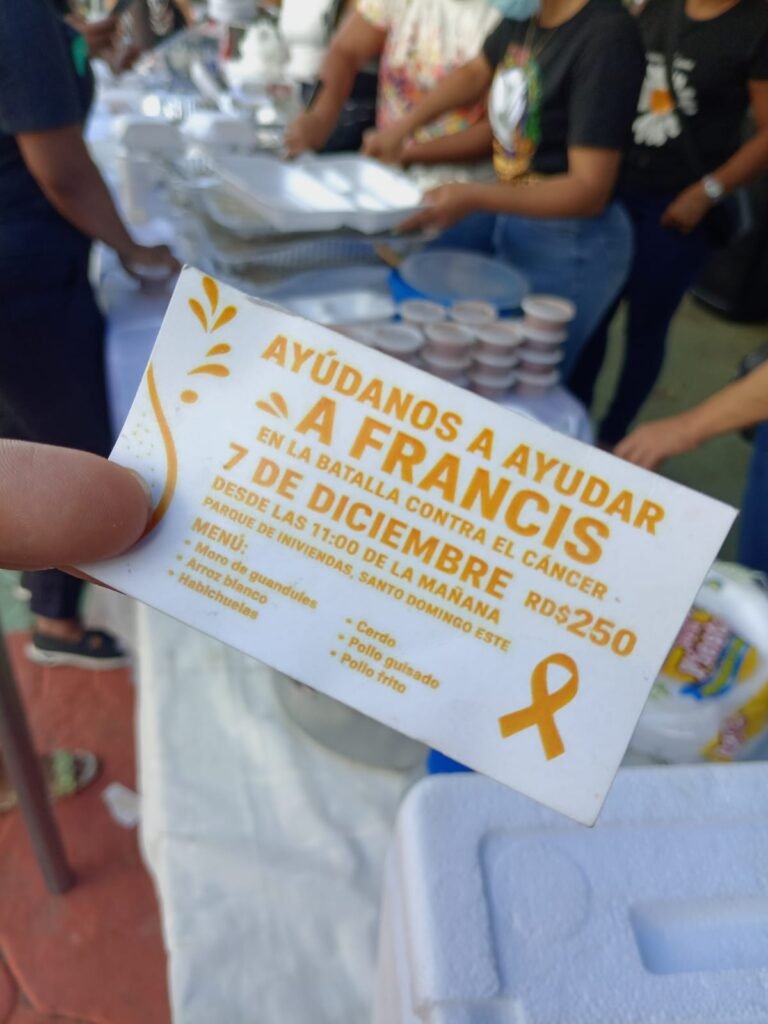 AYÚDANOS A AYUDAR
A FRANCIS
EN LA BATALLA CONTRA EL CÁNCER
7 DE DICIEMBRE
DESDE LAS 11:00 DE LA MAÑANA
PARQUE DE INIVIENDAS, SANTO DOMINGO ESTE
RD$250
MENÚ:
• Moro de guandules
• Arroz blanco
• Habichuelas
• Cerdo
• Pollo guisado
• Pollo frito